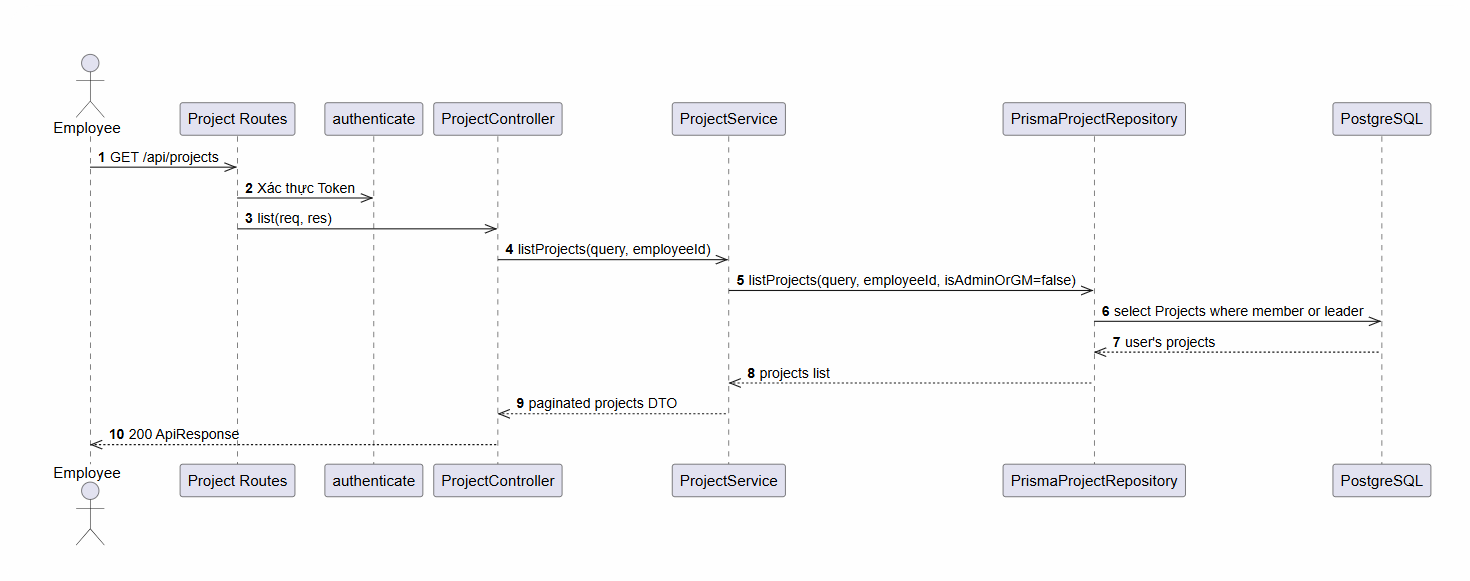 Employee
Project Routes
authenticate
ProjectController
ProjectService
PrismaProjectRepository
PostgreSQL
1 GET /api/projects
2 Xác thực Token
3 list(req, res)
4 listProjects(query, employeeId)
5 listProjects(query, employeeId, isAdminOrGM=false)
6 select Projects where member or leader
7 user's projects
8 projects list
9 paginated projects DTO
10 200 ApiResponse
Employee
Project Routes
authenticate
ProjectController
ProjectService
PrismaProjectRepository
PostgreSQL